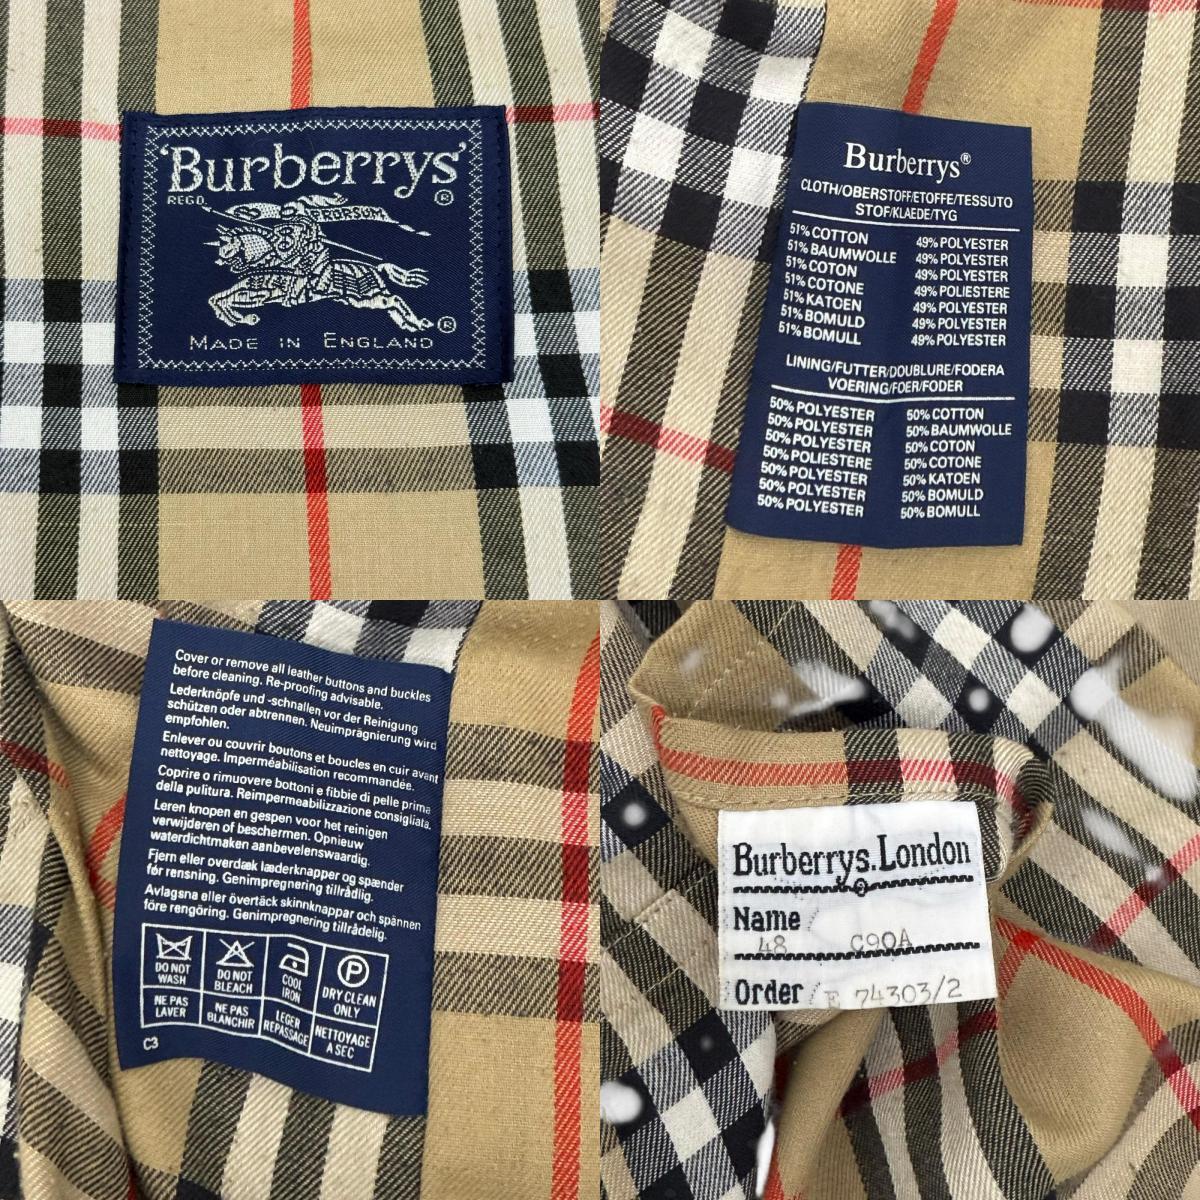 'Burberrys'
REGD.
PRORSUM
®
®
MADE IN ENGLAND
Burberrys®
CLOTH/OBERSTOFF/ETOFFE/TESSUTO
STOF/KLAEDE/TYG
51% COTTON 49% POLYESTER
51% BAUMWOLLE 49% POLYESTER
51% COTON 49% POLYESTER
51% COTONE 49% POLIESTERE
51% KATOEN 49% POLYESTER
51% BOMULD 49% POLYESTER
51% BOMULL 49% POLYESTER
LINING/FUTTER/DOUBLURE/FODERA
VOERING/FOER/FODER
50% POLYESTER 50% COTTON
50% POLYESTER 50% BAUMWOLLE
50% POLYESTER 50% COTON
50% POLIESTERE 50% COTONE
50% POLYESTER 50% KATOEN
50% POLYESTER 50% BOMULD
50% POLYESTER 50% BOMULL
Cover or remove all leather buttons and buckles
before cleaning. Re-proofing advisable.
Lederknöpfe und -schnallen vor der Reinigung
schützen oder abtrennen. Neuimprägnierung wird
empfohlen.
Enlever ou couvrir boutons et boucles en cuir avant
nettoyage. Imperméabilisation recommandée.
Coprire o rimuovere bottoni e fibbie di pelle prima
della pulitura. Reimpermeabilizzazione consigliata.
Leren knopen en gespen voor het reinigen
verwijderen of beschermen. Opnieuw
waterdichtmaken aanbevelenswaardig.
Fjern eller overdæk læderknapper og spænder
før rensning. Genimpregnering tillrådlig.
Avlagsna eller övertäck skinnknappar och spännen
före rengöring. Genimpregnering tillrådelig.
DO NOT
WASH
DO NOT
BLEACH
COOL
IRON
P
DRY CLEAN
ONLY
NE PAS
LAVER
NE PAS
BLANCHIR
LEGER
REPASSAGE
NETTOYAGE
A SEC
C3
Burberrys.London
Name
48 C90A
Order E 74303/2